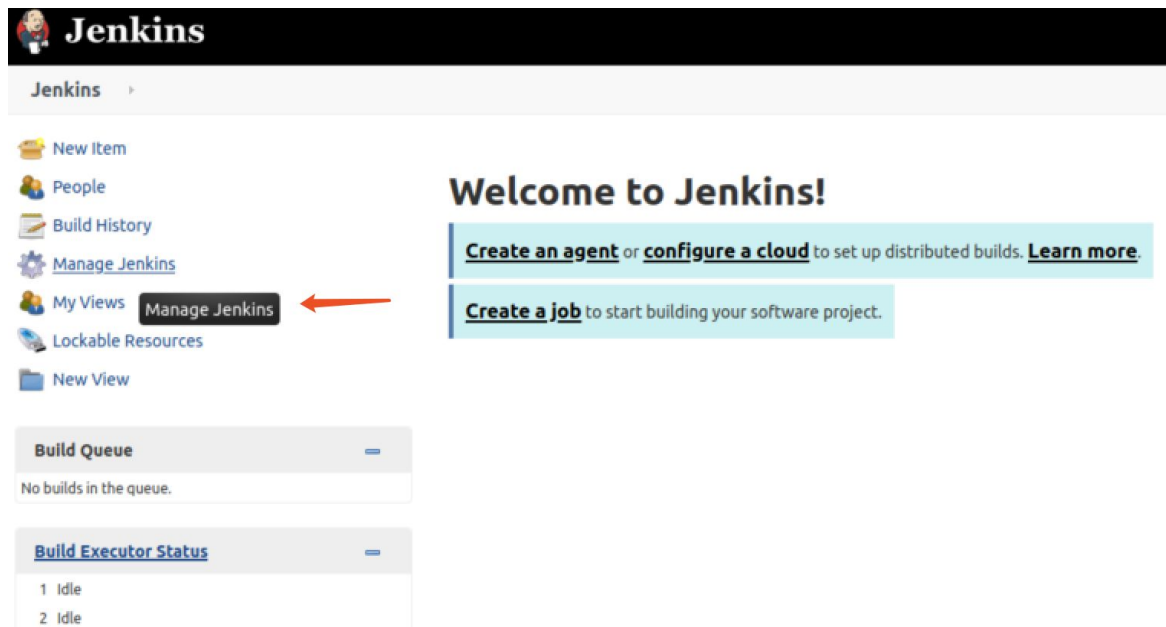 Jenkins
Jenkins
New Item
People
Build History
Manage Jenkins
My Views
Manage Jenkins
Lockable Resources
New View
Build Queue
No builds in the queue.
Build Executor Status
1 Idle
2 Idle
Welcome to Jenkins!
Create an agent or configure a cloud to set up distributed builds. Learn more.
Create a job to start building your software project.